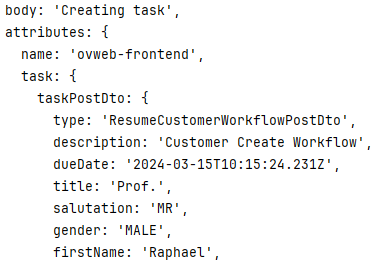 body: 'Creating task',
attributes: {
  name: 'ovweb-frontend',
  task: {
    taskPostDto: {
      type: 'ResumeCustomerWorkflowPostDto',
      description: 'Customer Create Workflow',
      dueDate: '2024-03-15T10:15:24.231Z',
      title: 'Prof.',
      salutation: 'MR',
      gender: 'MALE',
      firstName: 'Raphael',